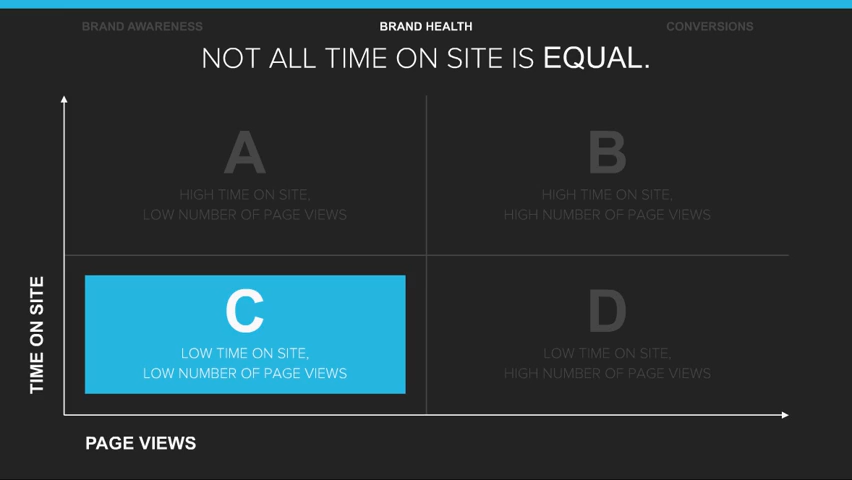 BRAND AWARENESS
BRAND HEALTH
CONVERSIONS
NOT ALL TIME ON SITE IS EQUAL.
A
HIGH TIME ON SITE,
LOW NUMBER OF PAGE VIEWS
B
HIGH TIME ON SITE,
HIGH NUMBER OF PAGE VIEWS
C
LOW TIME ON SITE,
LOW NUMBER OF PAGE VIEWS
D
LOW TIME ON SITE,
HIGH NUMBER OF PAGE VIEWS
TIME ON SITE
PAGE VIEWS